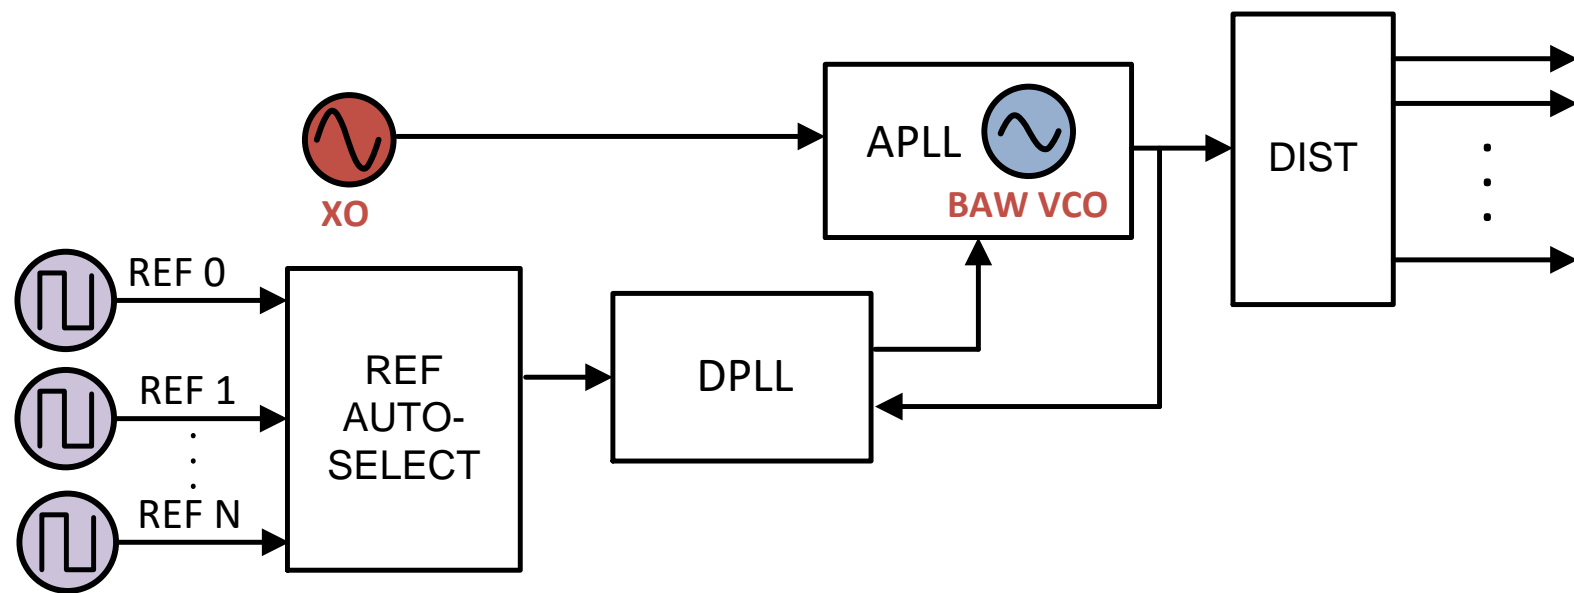 XO
APLL
BAW VCO
DIST
REF 0
REF 1
REF N
REF
AUTO-
SELECT
DPLL